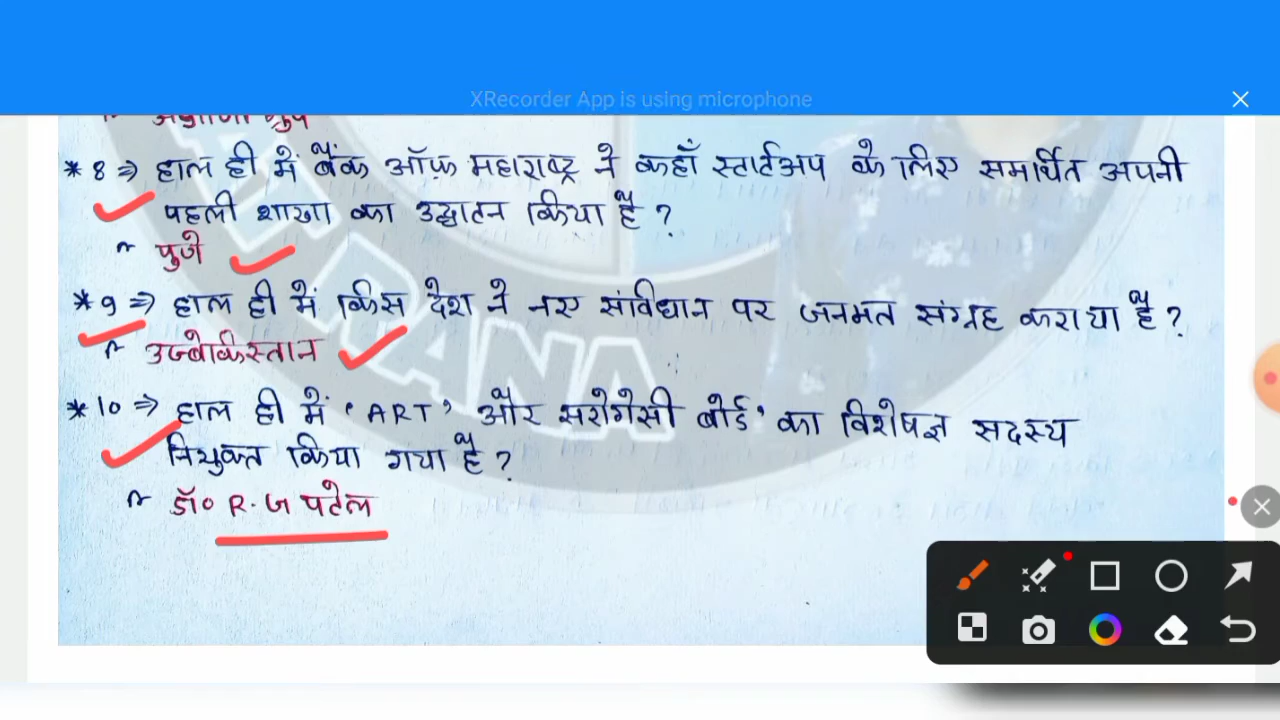 XRecorder App is using microphone
* 8 ⇒ हाल ही में बैंक ऑफ़ महाराष्ट्र ने कहाँ स्टार्टअप के लिए समर्थित अपनी
पहली शाखा का उद्घाटन किया है ?
पुणे
* 9 ⇒ हाल ही में किस देश ने नए संविधान पर जनमत संग्रह कराया है ?
उज्बेकिस्तान
* 10 ⇒ हाल ही में 'ART' और सरोगेसी बोर्ड' का विशेषज्ञ सदस्य
नियुक्त किया गया है ?
डॉ० R. G पटेल